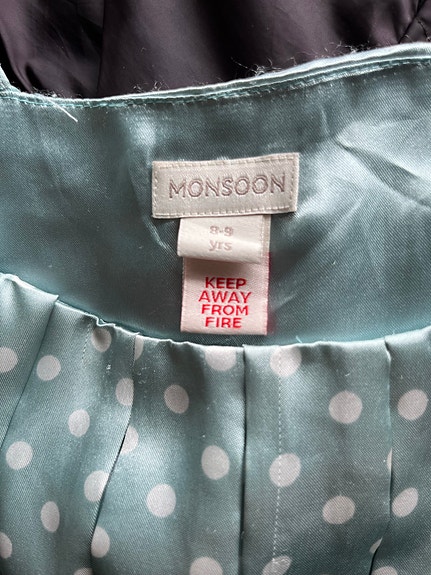 MONSOON
8-9
yrs
KEEP
AWAY
FROM
FIRE